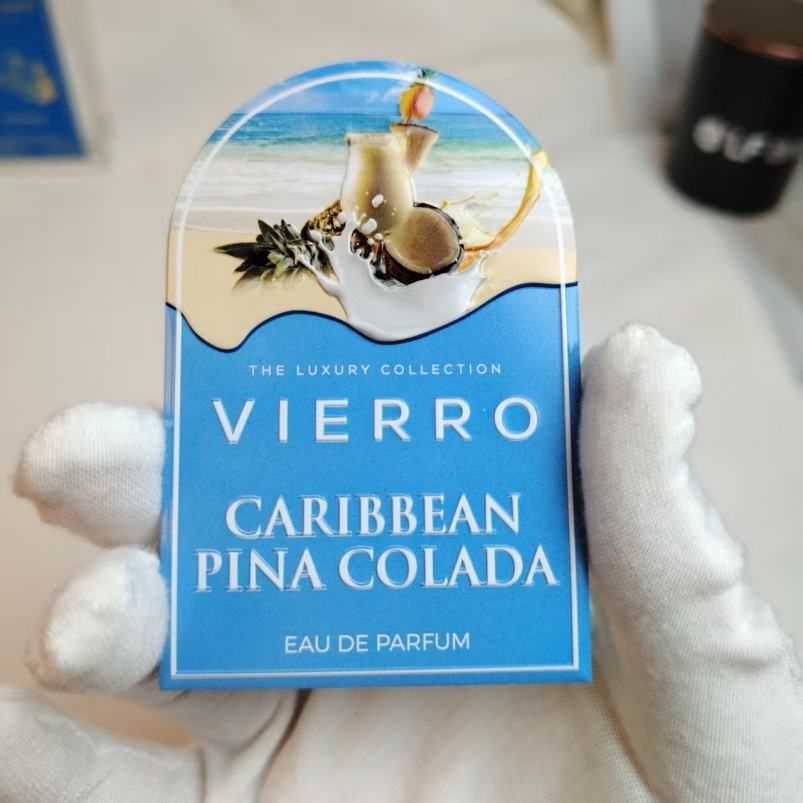 THE LUXURY COLLECTION
VIERRO
CARIBBEAN
PINA COLADA
EAU DE PARFUM